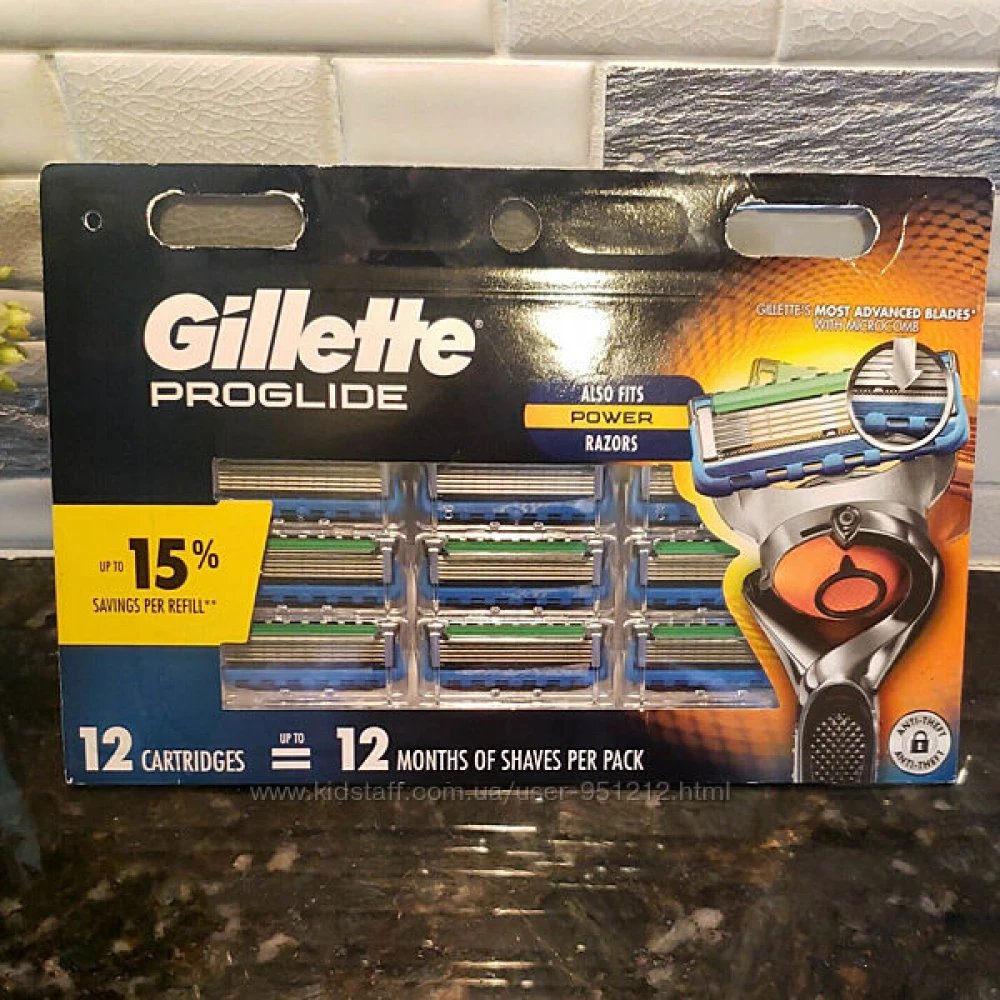 Gillette®
PROGLIDE
GILLETTE'S MOST ADVANCED BLADES*
WITH MICROCOMB
ALSO FITS
POWER
RAZORS
UP TO 15%
SAVINGS PER REFILL**
12 CARTRIDGES = UP TO 12 MONTHS OF SHAVES PER PACK
ANTI-THEFT
ANTI-THEFT
www.kidstaff.com.ua/user-951212.html